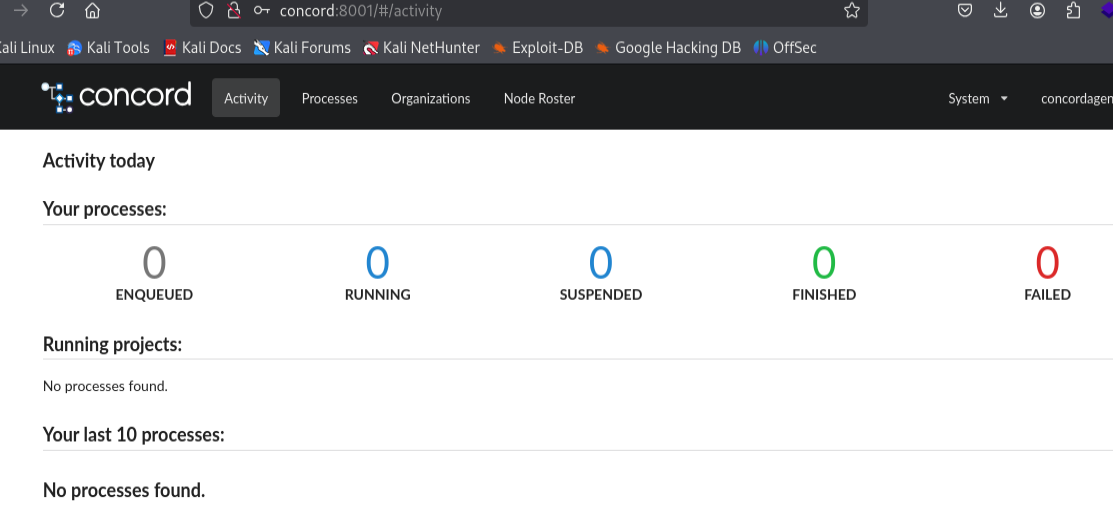 concord:8001/#/activity
Kali Linux Kali Tools Kali Docs Kali Forums Kali NetHunter Exploit-DB Google Hacking DB OffSec
concord Activity Processes Organizations Node Roster System concordagen
Activity today
Your processes:
0 0 0 0 0
ENQUEUED RUNNING SUSPENDED FINISHED FAILED
Running projects:
No processes found.
Your last 10 processes:
No processes found.